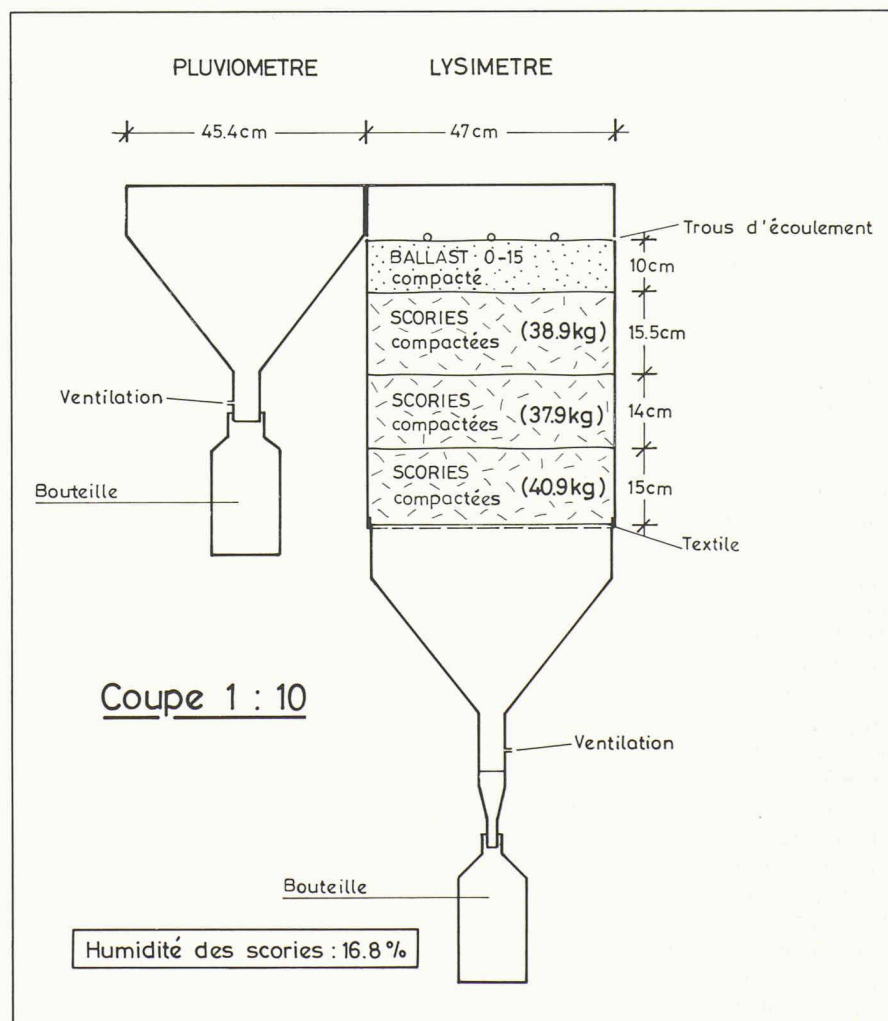 PLUVIOMETRE
LYSIMETRE
45.4cm
47cm
Trous d'écoulement
BALLAST 0-15
compacté
10cm
SCORIES
compactées
(38.9kg)
15.5cm
Ventilation
SCORIES
compactées
(37.9kg)
14cm
Bouteille
SCORIES
compactées
(40.9kg)
15cm
Textile
Coupe 1 : 10
Ventilation
Bouteille
Humidité des scories : 16.8 %